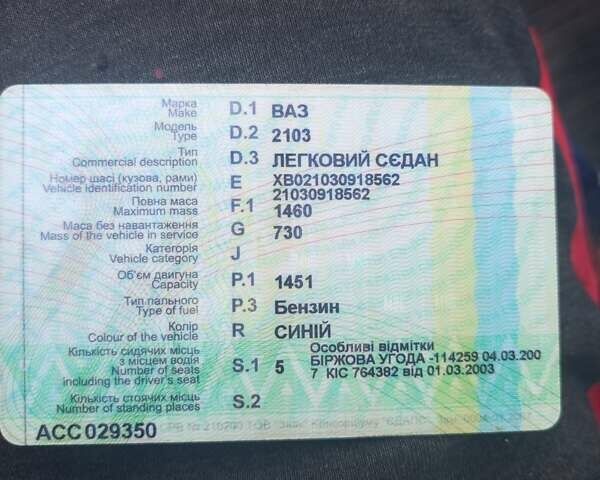 Марка
Make D.1 ВАЗ
Модель
Type D.2 2103
Тип
Commercial description D.3 ЛЕГКОВИЙ СЄДАН
Номер шасі (кузова, рами)
Vehicle identification number E XB021030918562
21030918562
Повна маса
Maximum mass F.1 1460
Маса без навантаження
Mass of the vehicle in service G 730
Категорія
Vehicle category J
Об'єм двигуна
Capacity P.1 1451
Тип пального
Type of fuel P.3 Бензин
Колір
Colour of the vehicle R СИНІЙ
Кількість сидячих місць
з місцем водія
Number of seats
including the driver's seat S.1 5
Особливі відмітки
БІРЖОВА УГОДА -114259 04.03.200
7 КІС 764382 від 01.03.2003
Кількість стоячих місць
Number of standing places S.2
АСС029350